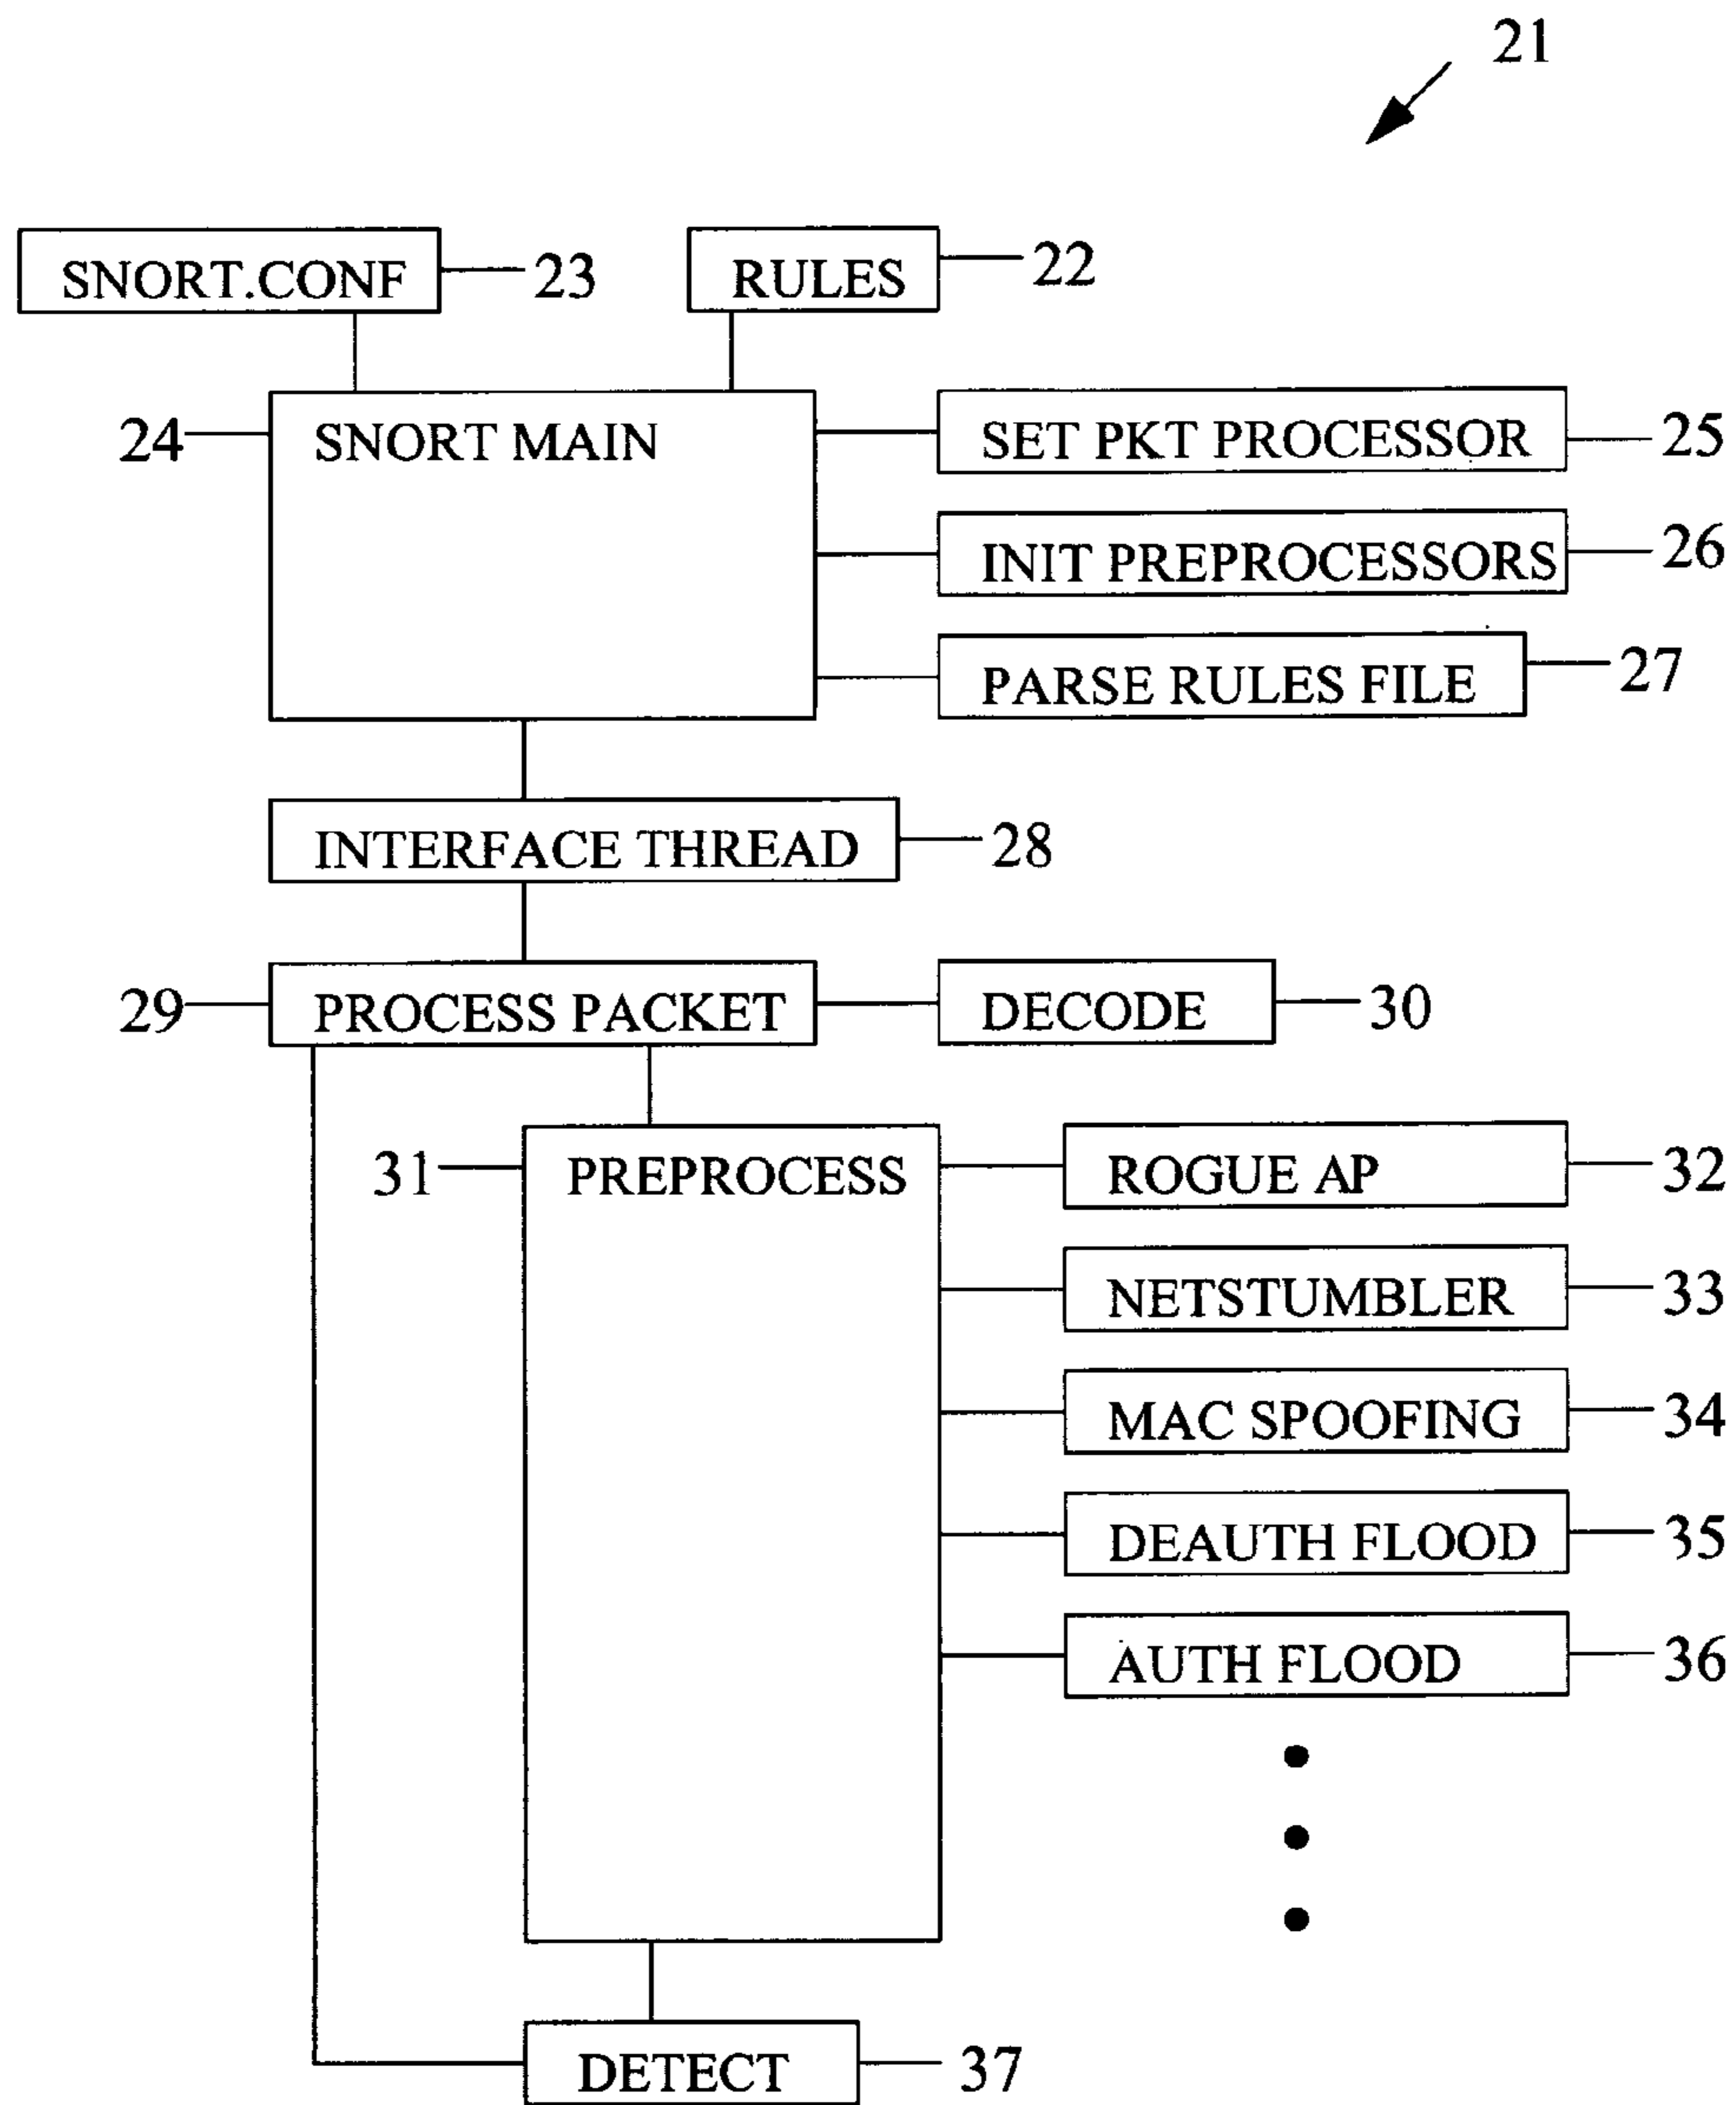 21
SNORT.CONF 23
RULES 22
24 SNORT MAIN
SET PKT PROCESSOR 25
INIT PREPROCESSORS 26
PARSE RULES FILE 27
INTERFACE THREAD 28
29 PROCESS PACKET
DECODE 30
31 PREPROCESS
ROGUE AP 32
NETSTUMBLER 33
MAC SPOOFING 34
DEAUTH FLOOD 35
AUTH FLOOD 36
DETECT 37